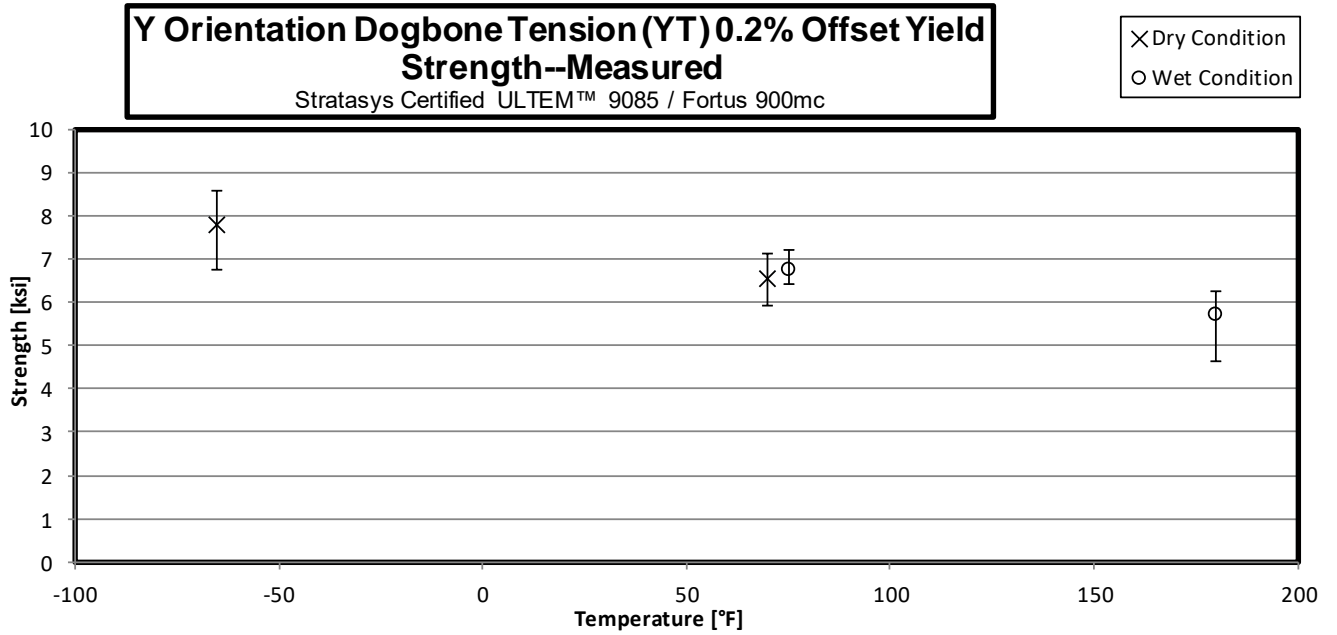 Y Orientation Dogbone Tension (YT) 0.2% Offset Yield
Strength--Measured
Stratasys Certified ULTEM™ 9085 / Fortus 900mc
Dry Condition
Wet Condition
10
9
8
7
6
5
4
3
2
1
0
Strength [ksi]
-100 -50 0 50 100 150 200
Temperature [°F]